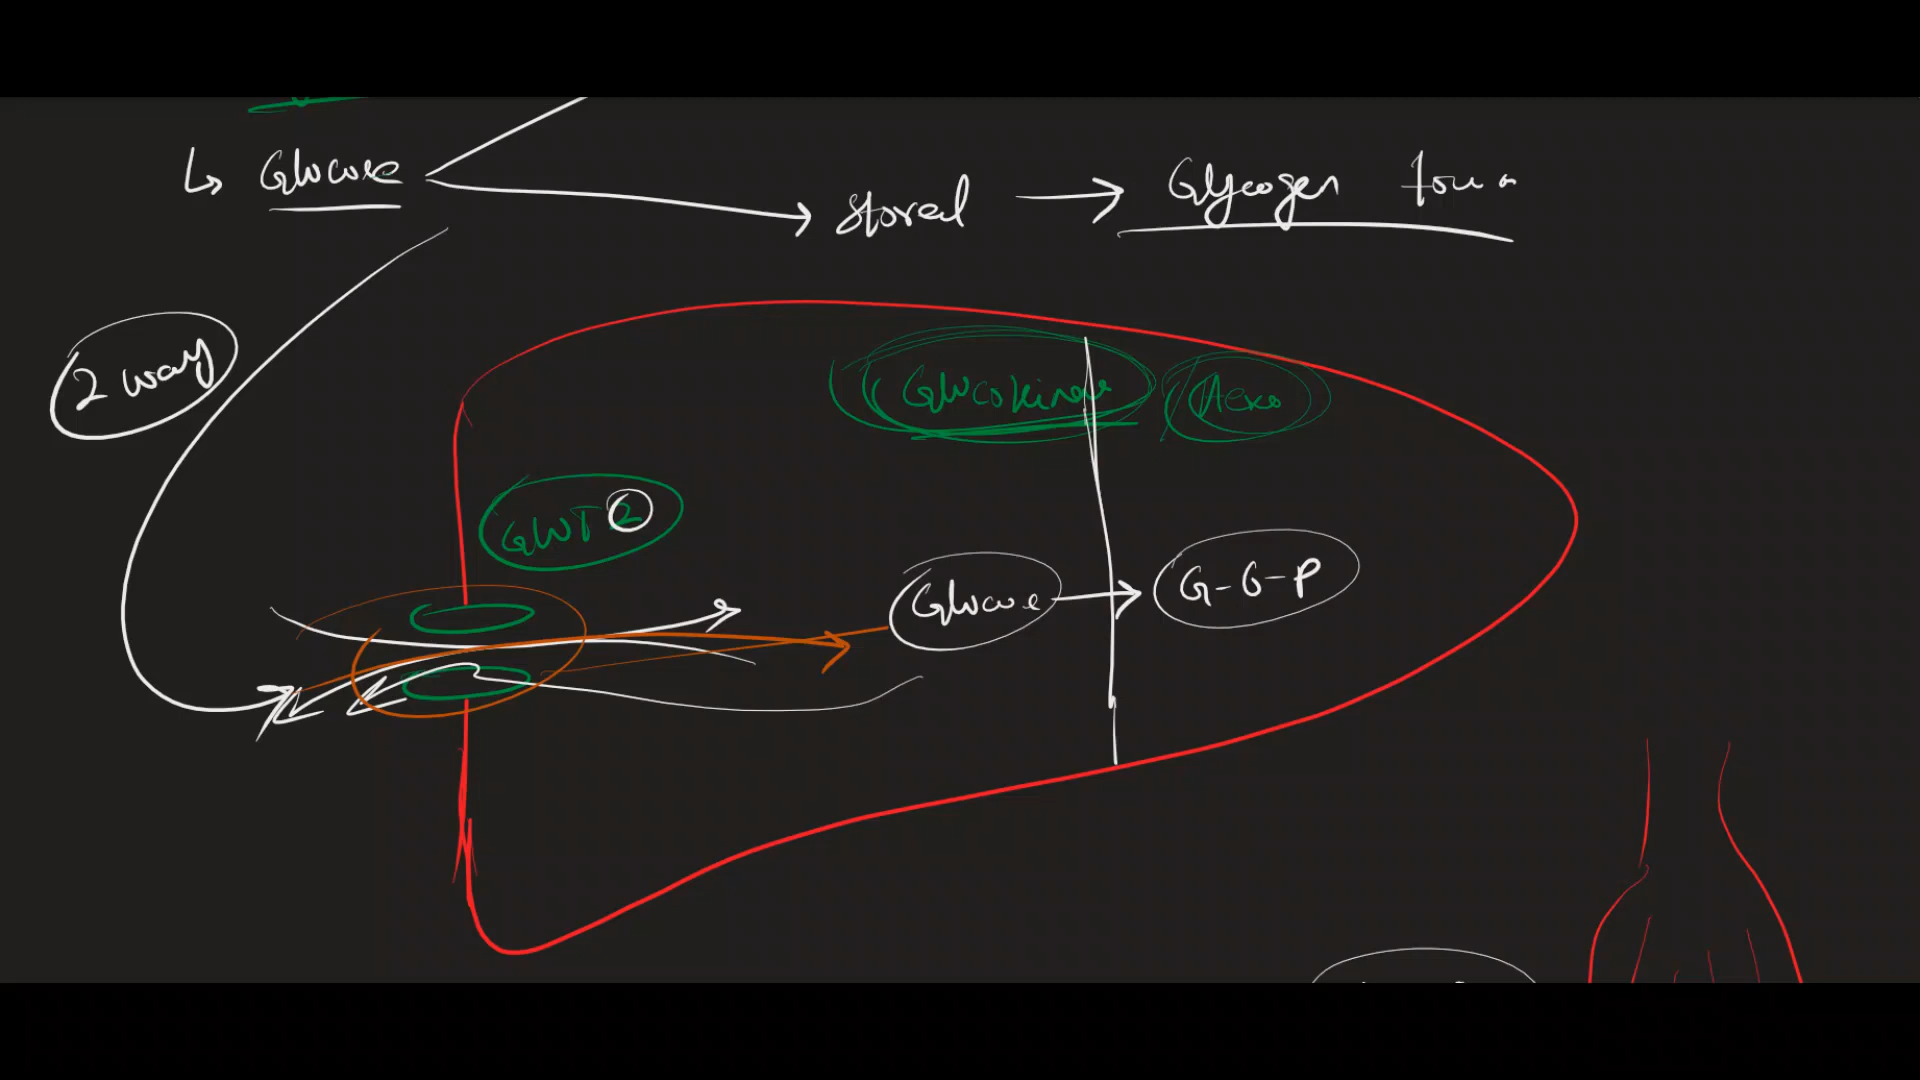 ↳ Glucose
stored → Glycogen form
2 way
Glucokinase Hexo
GLUT 2
Glucose → G-6-P